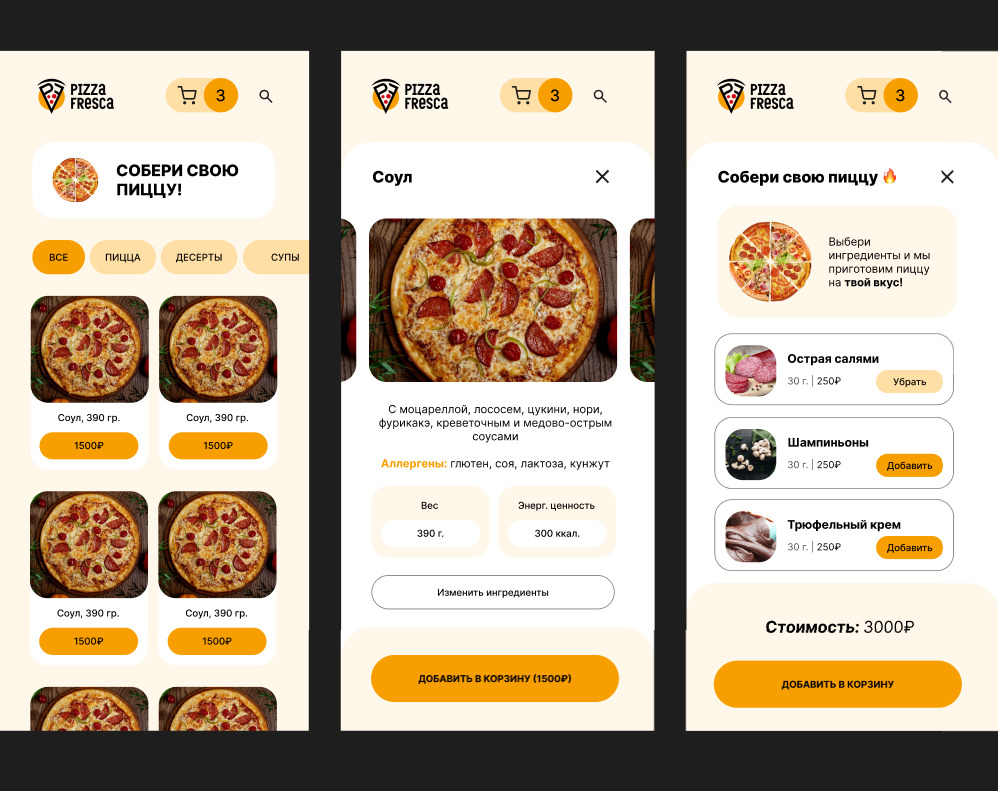 PIZZA
FRESCA
3
СОБЕРИ СВОЮ
ПИЦЦУ!
ВСЕ
ПИЦЦА
ДЕСЕРТЫ
СУПЫ
Соул, 390 гр.
1500₽
Соул, 390 гр.
1500₽
Соул, 390 гр.
1500₽
Соул, 390 гр.
1500₽
PIZZA
FRESCA
3
Соул
С моцареллой, лососем, цукини, нори,
фурикакэ, креветочным и медово-острым
соусами
Аллергены: глютен, соя, лактоза, кунжут
Вес
390 г.
Энерг. ценность
300 ккал.
Изменить ингредиенты
ДОБАВИТЬ В КОРЗИНУ (1500₽)
PIZZA
FRESCA
3
Собери свою пиццу 🔥
Выбери
ингредиенты и мы
приготовим пиццу
на твой вкус!
Острая салями
30 г. | 250₽
Убрать
Шампиньоны
30 г. | 250₽
Добавить
Трюфельный крем
30 г. | 250₽
Добавить
Стоимость: 3000₽
ДОБАВИТЬ В КОРЗИНУ